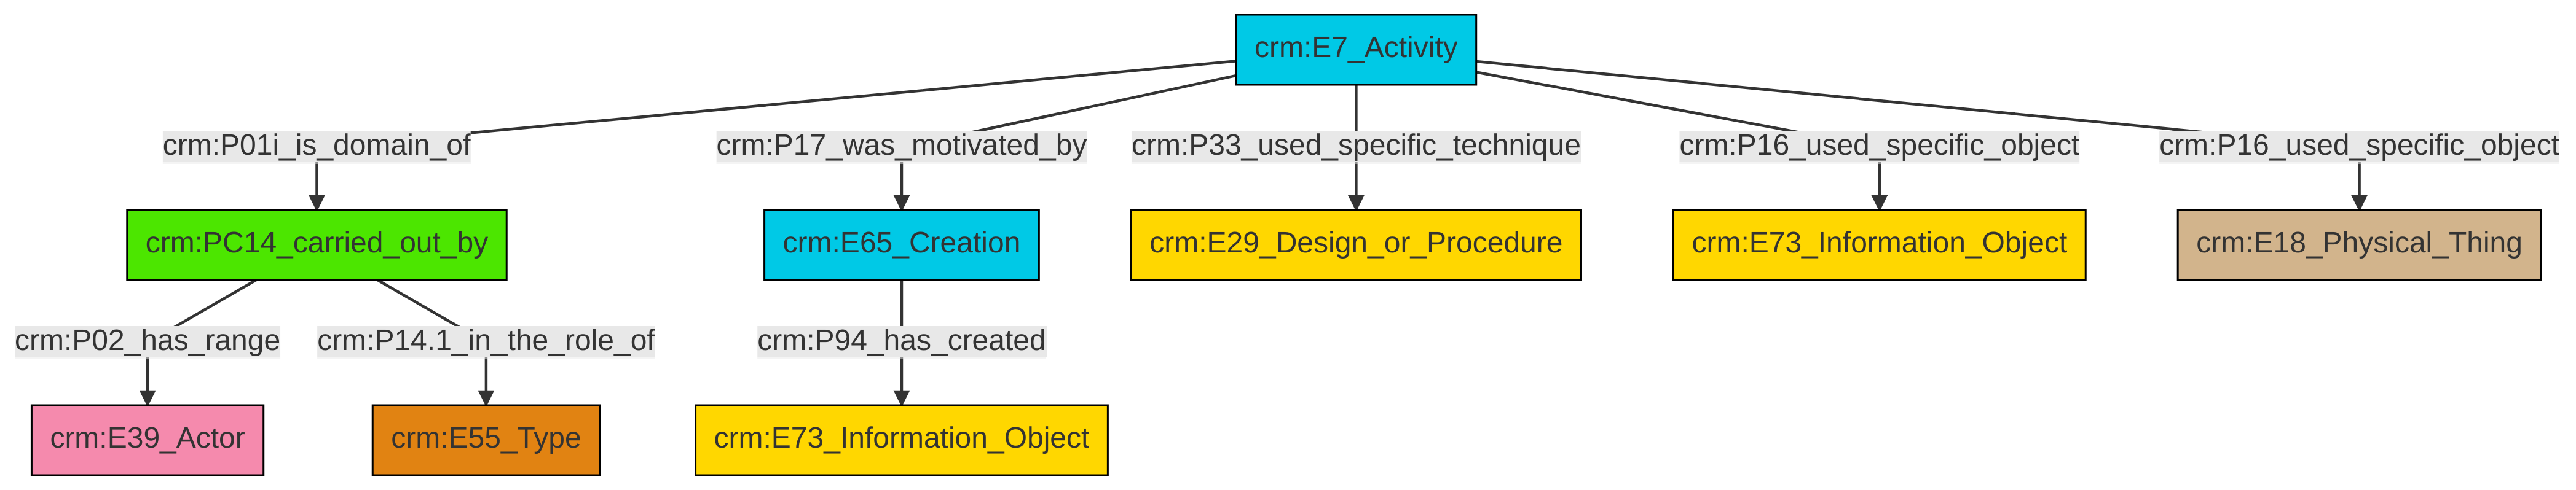 crm:E7_Activity
crm:P01i_is_domain_of
crm:P17_was_motivated_by
crm:P33_used_specific_technique
crm:P16_used_specific_object
crm:P16_used_specific_object
crm:PC14_carried_out_by
crm:E65_Creation
crm:E29_Design_or_Procedure
crm:E73_Information_Object
crm:E18_Physical_Thing
crm:P02_has_range
crm:P14.1_in_the_role_of
crm:P94_has_created
crm:E39_Actor
crm:E55_Type
crm:E73_Information_Object